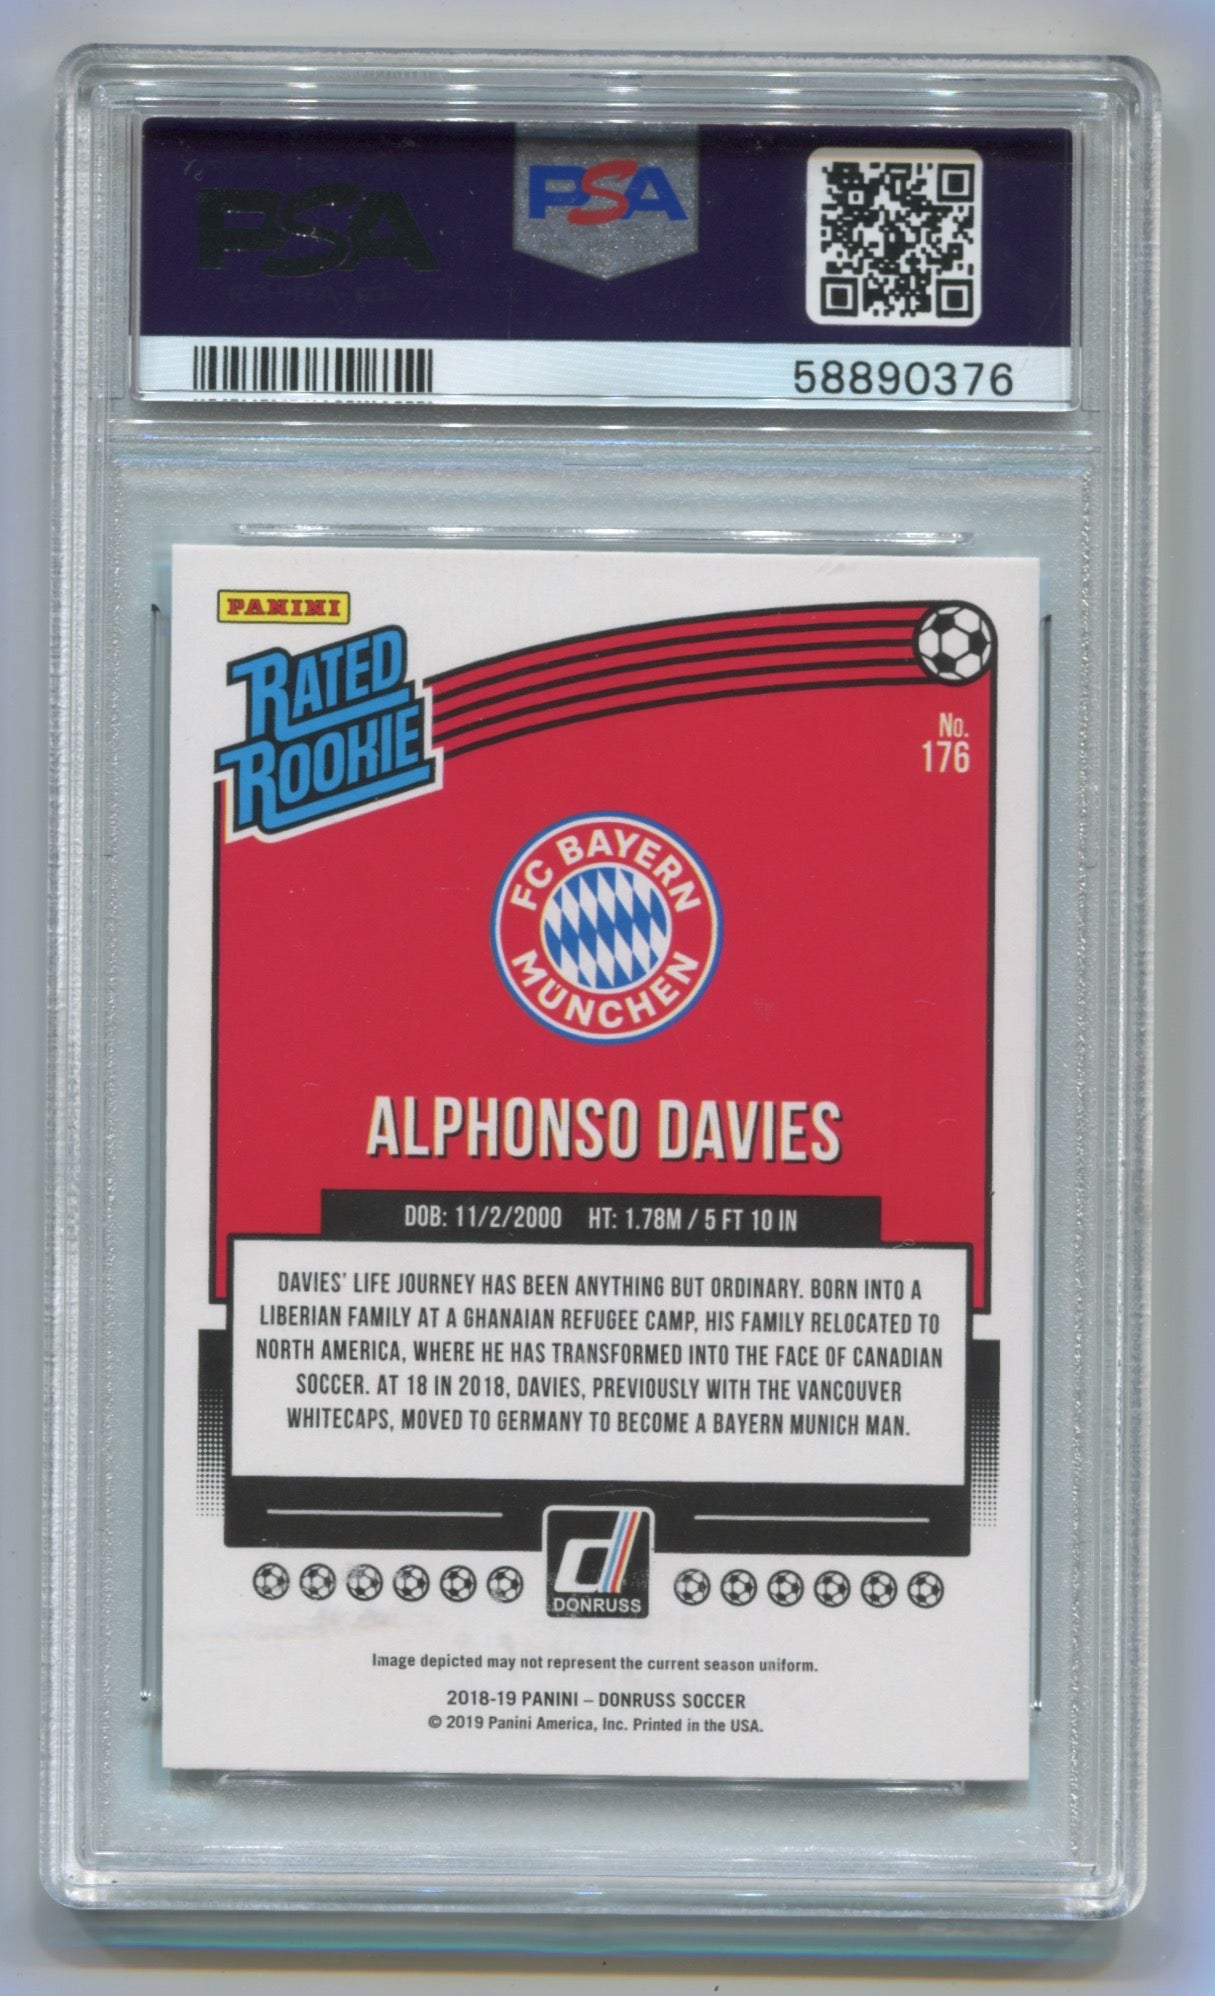 PSA
PSA
58890376
PANINI
RATED
ROOKIE
No.
176
FC BAYERN
MÜNCHEN
ALPHONSO DAVIES
DOB: 11/2/2000 HT: 1.78M / 5 FT 10 IN
DAVIES' LIFE JOURNEY HAS BEEN ANYTHING BUT ORDINARY. BORN INTO A
LIBERIAN FAMILY AT A GHANAIAN REFUGEE CAMP, HIS FAMILY RELOCATED TO
NORTH AMERICA, WHERE HE HAS TRANSFORMED INTO THE FACE OF CANADIAN
SOCCER. AT 18 IN 2018, DAVIES, PREVIOUSLY WITH THE VANCOUVER
WHITECAPS, MOVED TO GERMANY TO BECOME A BAYERN MUNICH MAN.
d
DONRUSS
Image depicted may not represent the current season uniform.
2018-19 PANINI – DONRUSS SOCCER
© 2019 Panini America, Inc. Printed in the USA.